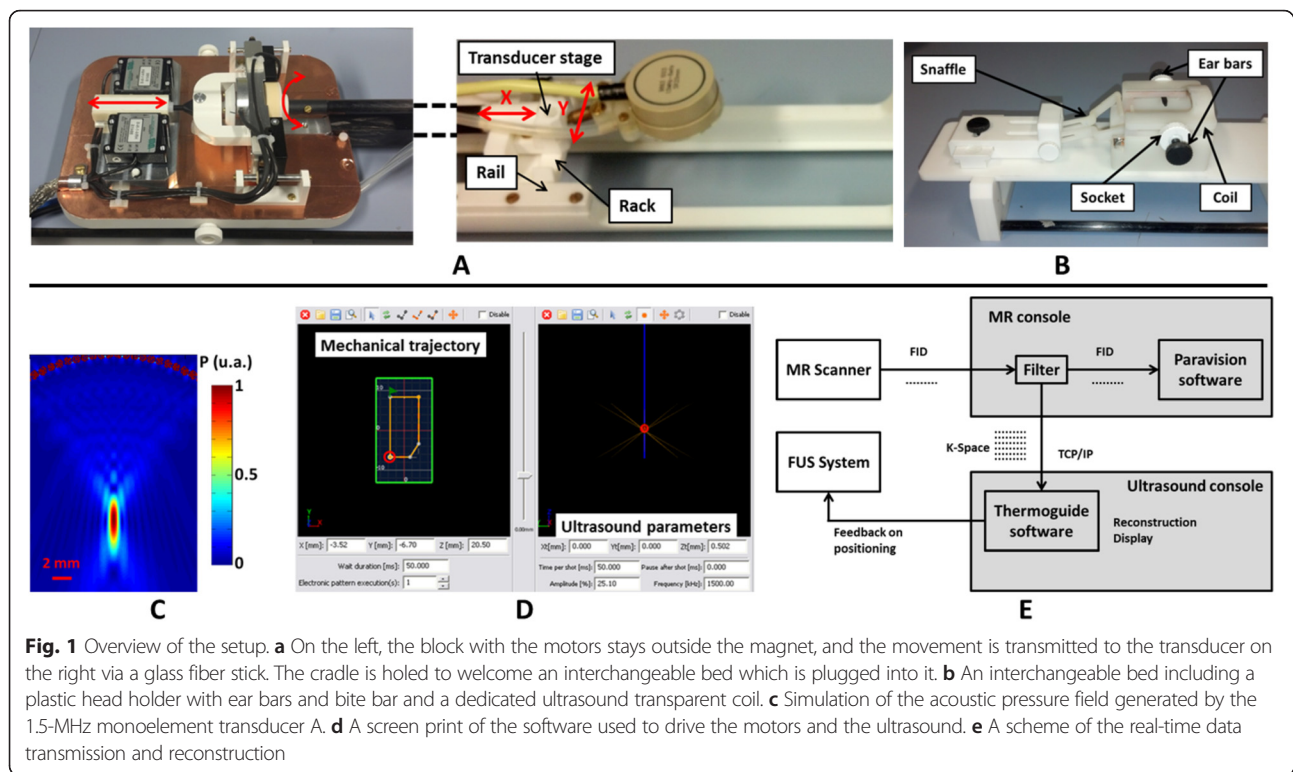 Transducer stage
X
Y
Rail
Rack
A
Snaffle
Ear bars
Socket
Coil
B
P (u.a.)
1
0.5
0
2 mm
C
Disable
Mechanical trajectory
X [mm]: -3.52 Y [mm]: -6.70 Z [mm]: 20.50
Wait duration [ms]: 50.000
Electronic pattern execution(s): 1
0.00mm
Disable
Ultrasound parameters
Xt[mm]: 0.000 Yt[mm]: 0.000 Zt[mm]: 0.502
Time per shot [ms]: 50.000 Pause after shot [ms]: 0.000
Amplitude [%]: 25.10 Frequency [kHz]: 1500.00
D
MR console
MR Scanner
FID
Filter
FID
Paravision
software
K-Space
TCP/IP
FUS System
Ultrasound console
Thermoguide
software
Reconstruction
Display
Feedback on
positioning
E
Fig. 1 Overview of the setup. a On the left, the block with the motors stays outside the magnet, and the movement is transmitted to the transducer on
the right via a glass fiber stick. The cradle is holed to welcome an interchangeable bed which is plugged into it. b An interchangeable bed including a
plastic head holder with ear bars and bite bar and a dedicated ultrasound transparent coil. c Simulation of the acoustic pressure field generated by the
1.5-MHz monoelement transducer A. d A screen print of the software used to drive the motors and the ultrasound. e A scheme of the real-time data
transmission and reconstruction